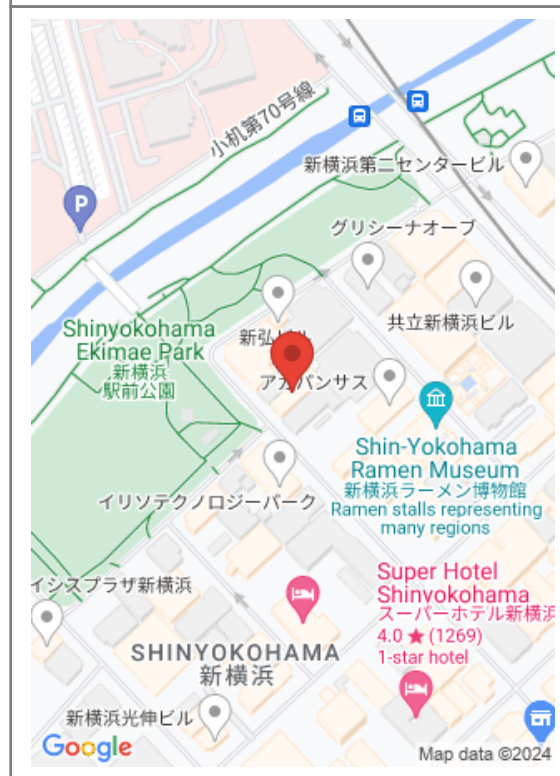 小机第70号線
新横浜第二センタービル
P
グリシーナオーブ
Shinyokohama
Ekimae Park
新横浜
駅前公園
共立新横浜ビル
Shin-Yokohama
Ramen Museum
新横浜ラーメン博物館
Ramen stalls representing
many regions
イリソテクノロジーパーク
イシスプラザ新横浜
Super Hotel
Shinyokohama
スーパーホテル新横浜
4.0 ★ (1269)
1-star hotel
SHINYOKOHAMA
新横浜
新横浜光伸ビル
Google
Map data ©2024